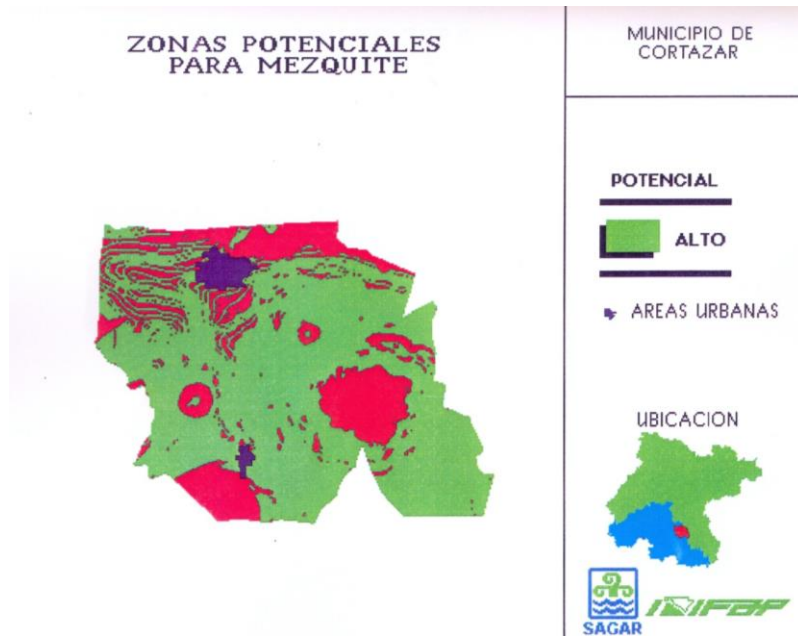 ZONAS POTENCIALES
PARA MEZQUITE
MUNICIPIO DE
CORTAZAR
POTENCIAL
ALTO
AREAS URBANAS
UBICACION
SAGAR
INIFAP